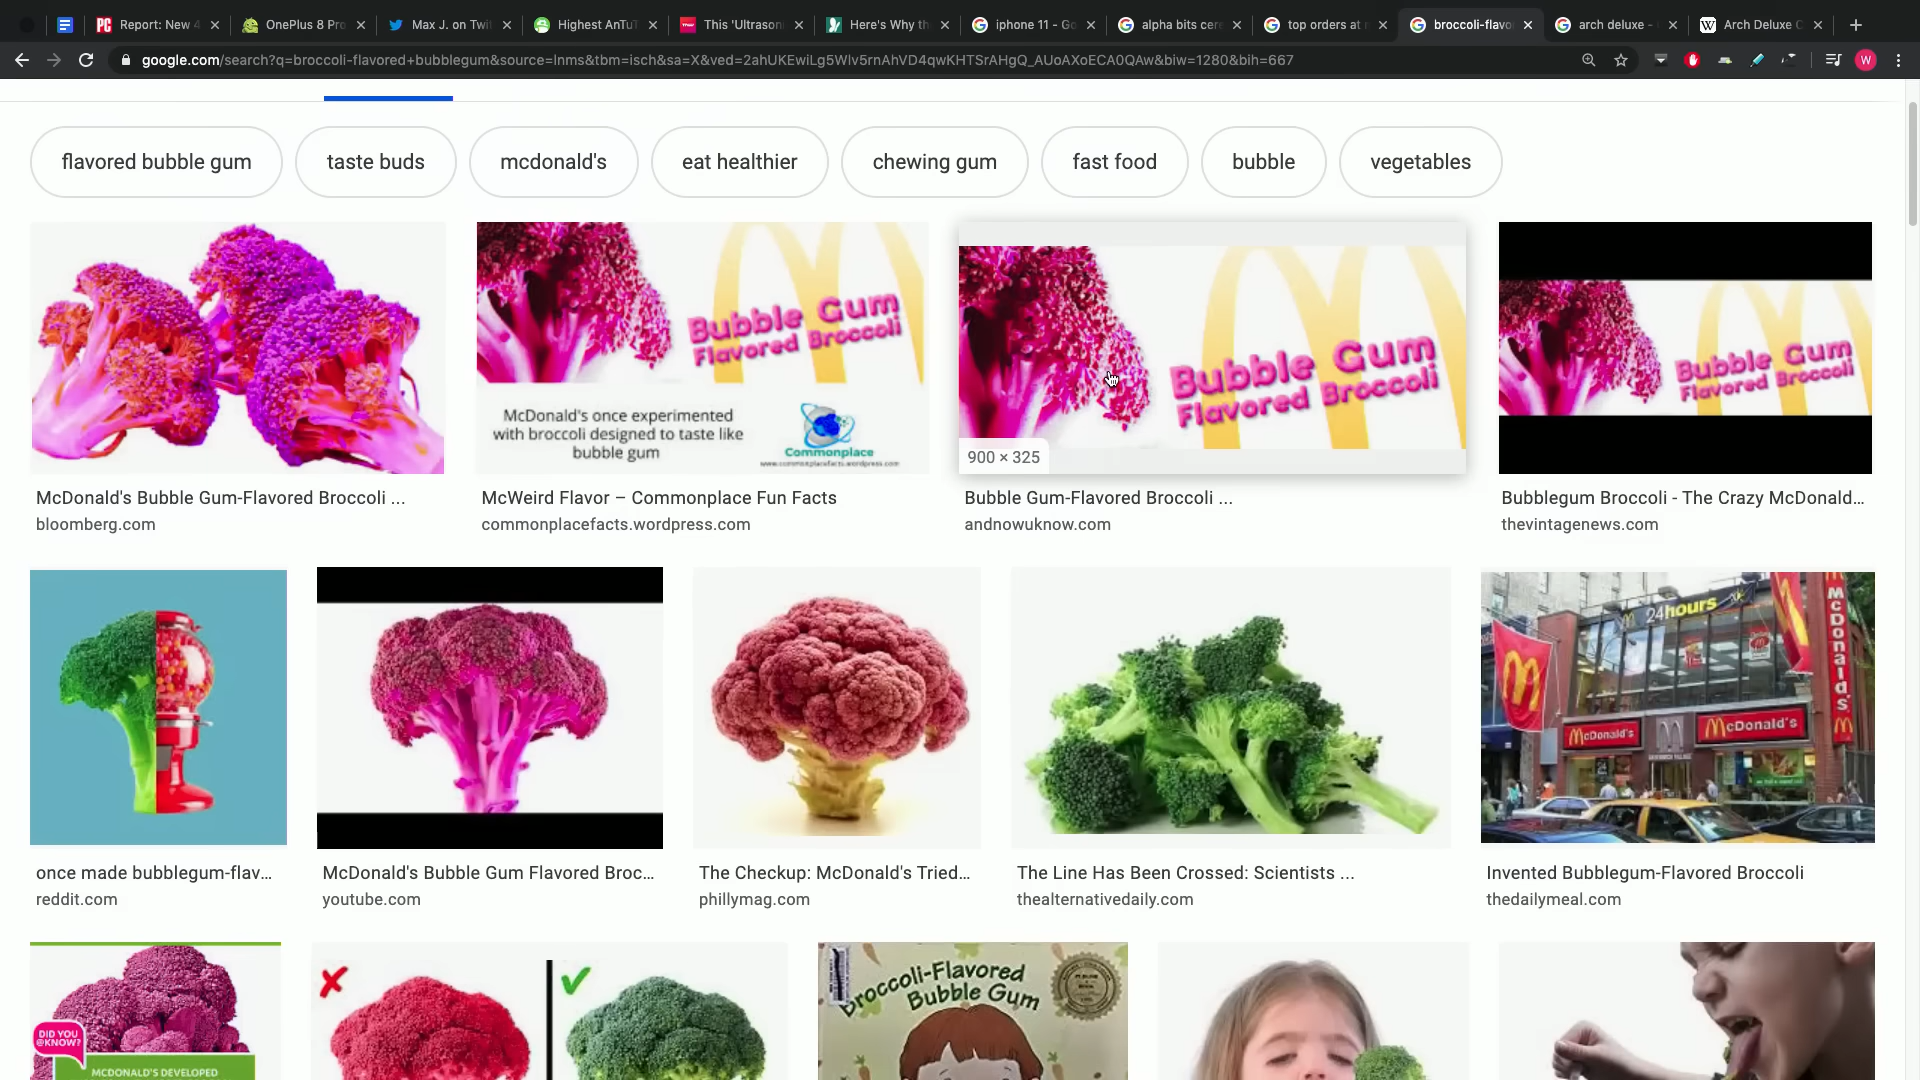 Report: New 4
OnePlus 8 Pro
Max J. on Twit
Highest AnTuT
This 'Ultrason
Here's Why th
iphone 11 - Go
alpha bits cere
top orders at m
broccoli-flavo
arch deluxe -
Arch Deluxe C
google.com/search?q=broccoli-flavored+bubblegum&source=lnms&tbm=isch&sa=X&ved=2ahUKEwiLg5Wlv5rnAhVD4qwKHTSrAHgQ_AUoAXoECA0QAw&biw=1280&bih=667
W
flavored bubble gum
taste buds
mcdonald's
eat healthier
chewing gum
fast food
bubble
vegetables
Bubble Gum
Flavored Broccoli
McDonald's once experimented
with broccoli designed to taste like
bubble gum
Commonplace
www.commonplacefacts.wordpress.com
Bubble Gum
Flavored Broccoli
900 × 325
Bubble Gum
Flavored Broccoli
McDonald's Bubble Gum-Flavored Broccoli ...
bloomberg.com
McWeird Flavor – Commonplace Fun Facts
commonplacefacts.wordpress.com
Bubble Gum-Flavored Broccoli ...
andnowuknow.com
Bubblegum Broccoli - The Crazy McDonald...
thevintagenews.com
24hours
McDonald's
McDonald's
McDonald's
once made bubblegum-flav...
reddit.com
McDonald's Bubble Gum Flavored Broc...
youtube.com
The Checkup: McDonald's Tried...
phillymag.com
The Line Has Been Crossed: Scientists ...
thealternativedaily.com
Invented Bubblegum-Flavored Broccoli
thedailymeal.com
DID YOU
@KNOW?
MCDONALD'S DEVELOPED
Broccoli-Flavored
Bubble Gum